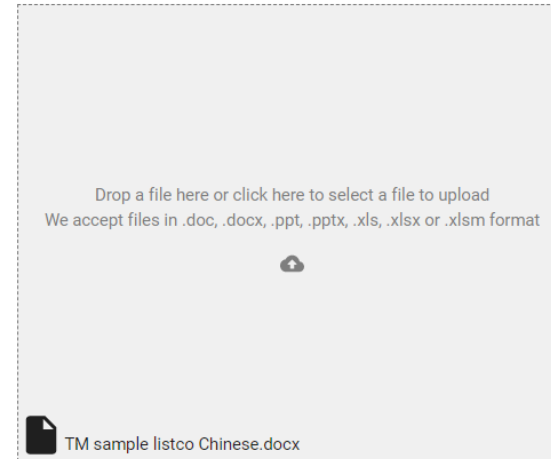 Drop a file here or click here to select a file to upload
We accept files in .doc, .docx, .ppt, .pptx, .xls, .xlsx or .xlsm format
TM sample listco Chinese.docx